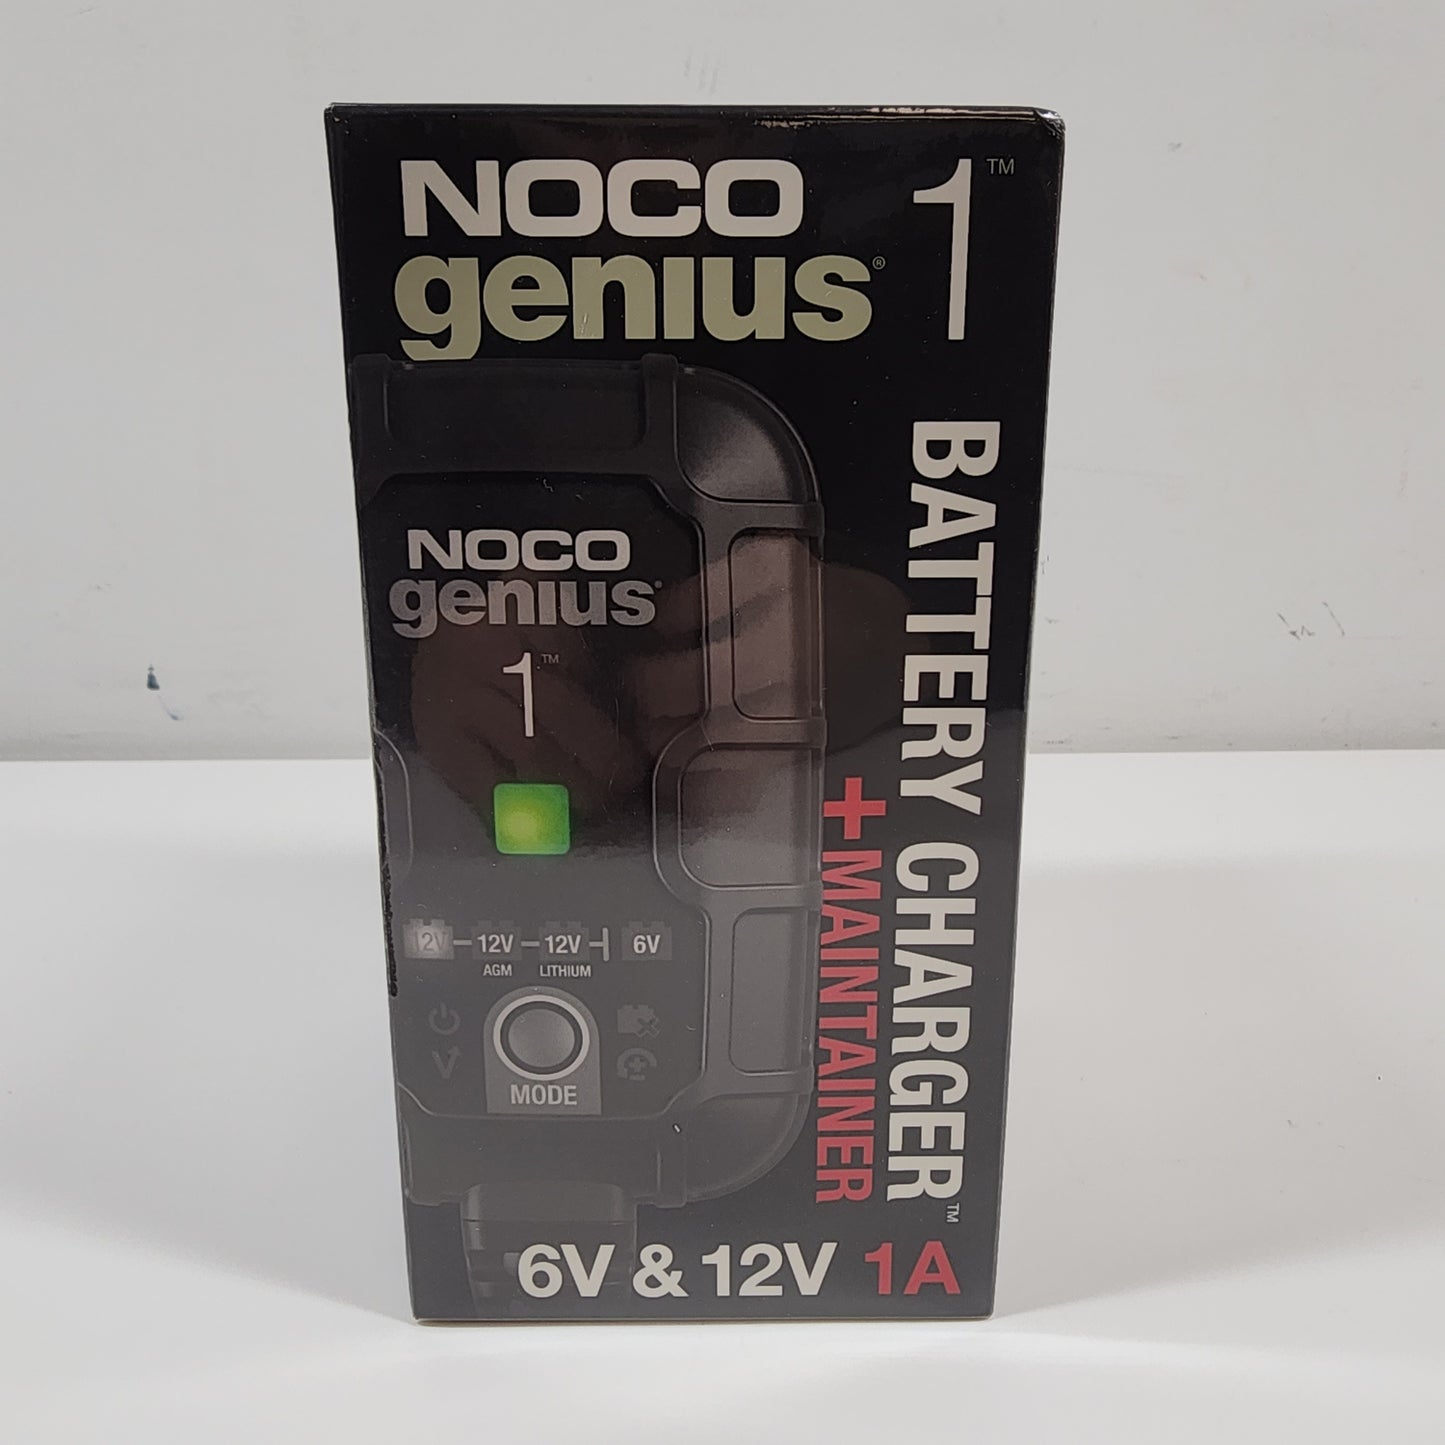 NOCO
genius®
1™
BATTERY CHARGER™
+MAINTAINER
NOCO
genius®
1™
12V 12V 12V 6V
AGM LITHIUM
MODE
6V & 12V 1A